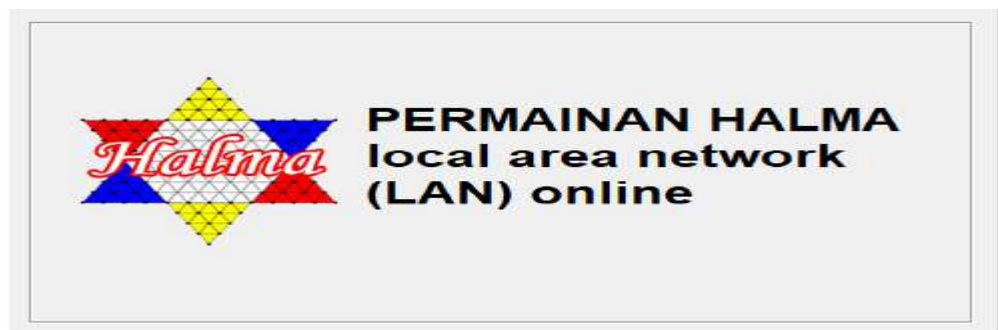 Halma
PERMAINAN HALMA
local area network
(LAN) online